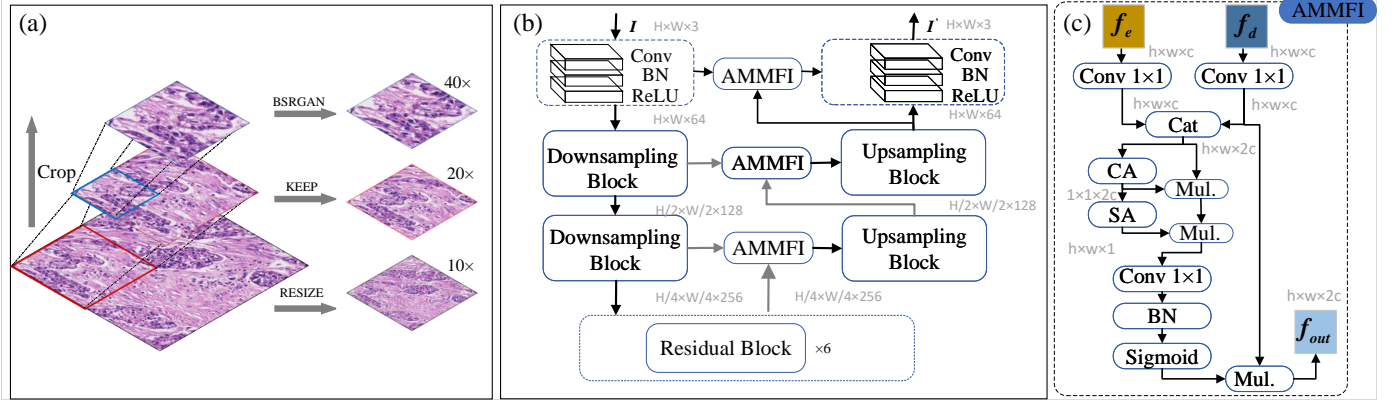 (a)
Crop
BSRGAN
KEEP
RESIZE
40×
20×
10×
(b)
I H×W×3
I' H×W×3
Conv
BN
ReLU
AMMFI
Conv
BN
ReLU
H×W×64
H×W×64
Downsampling
Block
AMMFI
Upsampling
Block
H/2×W/2×128
H/2×W/2×128
Downsampling
Block
AMMFI
Upsampling
Block
H/4×W/4×256
H/4×W/4×256
Residual Block ×6
(c)
AMMFI
f_e
f_d
h×w×c
h×w×c
Conv 1×1
Conv 1×1
h×w×c
h×w×c
Cat
h×w×2c
CA
Mul.
1×1×2c
SA
Mul.
h×w×1
Conv 1×1
BN
Sigmoid
Mul.
h×w×2c
f_out